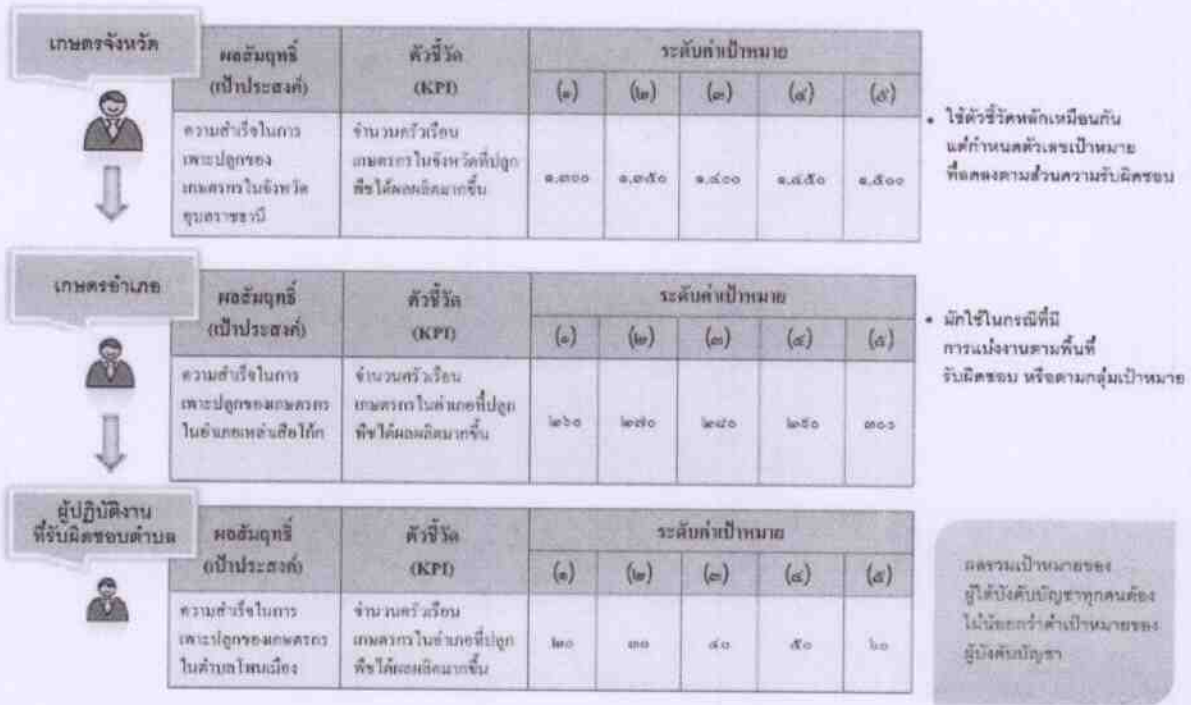 เกษตรจังหวัด
ผลสัมฤทธิ์
(เป้าประสงค์)
ตัวชี้วัด
(KPI)
ระดับค่าเป้าหมาย
(๑) (๒) (๓) (๔) (๕)
ความสำเร็จในการ
เพาะปลูกของ
เกษตรกรในจังหวัด
อุบลราชธานี
จำนวนครัวเรือน
เกษตรกรในจังหวัดที่ปลูก
พืชได้ผลผลิตมากขึ้น
๑,๓๐๐ ๑,๓๕๐ ๑,๔๐๐ ๑,๔๕๐ ๑,๕๐๐
• ใช้ตัวชี้วัดหลักเหมือนกัน
แต่กำหนดตัวเลขเป้าหมาย
ที่ลดลงตามส่วนความรับผิดชอบ
เกษตรอำเภอ
ผลสัมฤทธิ์
(เป้าประสงค์)
ตัวชี้วัด
(KPI)
ระดับค่าเป้าหมาย
(๑) (๒) (๓) (๔) (๕)
ความสำเร็จในการ
เพาะปลูกของเกษตรกร
ในอำเภอเหล่าเสือโก้ก
จำนวนครัวเรือน
เกษตรกรในอำเภอที่ปลูก
พืชได้ผลผลิตมากขึ้น
๒๖๐ ๒๗๐ ๒๘๐ ๒๙๐
• มักใช้ในกรณีที่มี
การแบ่งงานตามพื้นที่
รับผิดชอบ หรือตามกลุ่มเป้าหมาย
ผู้ปฏิบัติงาน
ที่รับผิดชอบตำบล
ผลสัมฤทธิ์
(เป้าประสงค์)
ตัวชี้วัด
(KPI)
ระดับค่าเป้าหมาย
(๑) (๒) (๓) (๔) (๕)
ความสำเร็จในการ
เพาะปลูกของเกษตรกร
ในตำบลโพนเมือง
จำนวนครัวเรือน
เกษตรกรในอำเภอที่ปลูก
พืชได้ผลผลิตมากขึ้น
๒๐ ๓๐ ๔๐ ๕๐ ๖๐
ผลรวมเป้าหมายของ
ผู้ใต้บังคับบัญชาทุกคนต้อง
ไม่น้อยกว่าค่าเป้าหมายของ
ผู้บังคับบัญชา